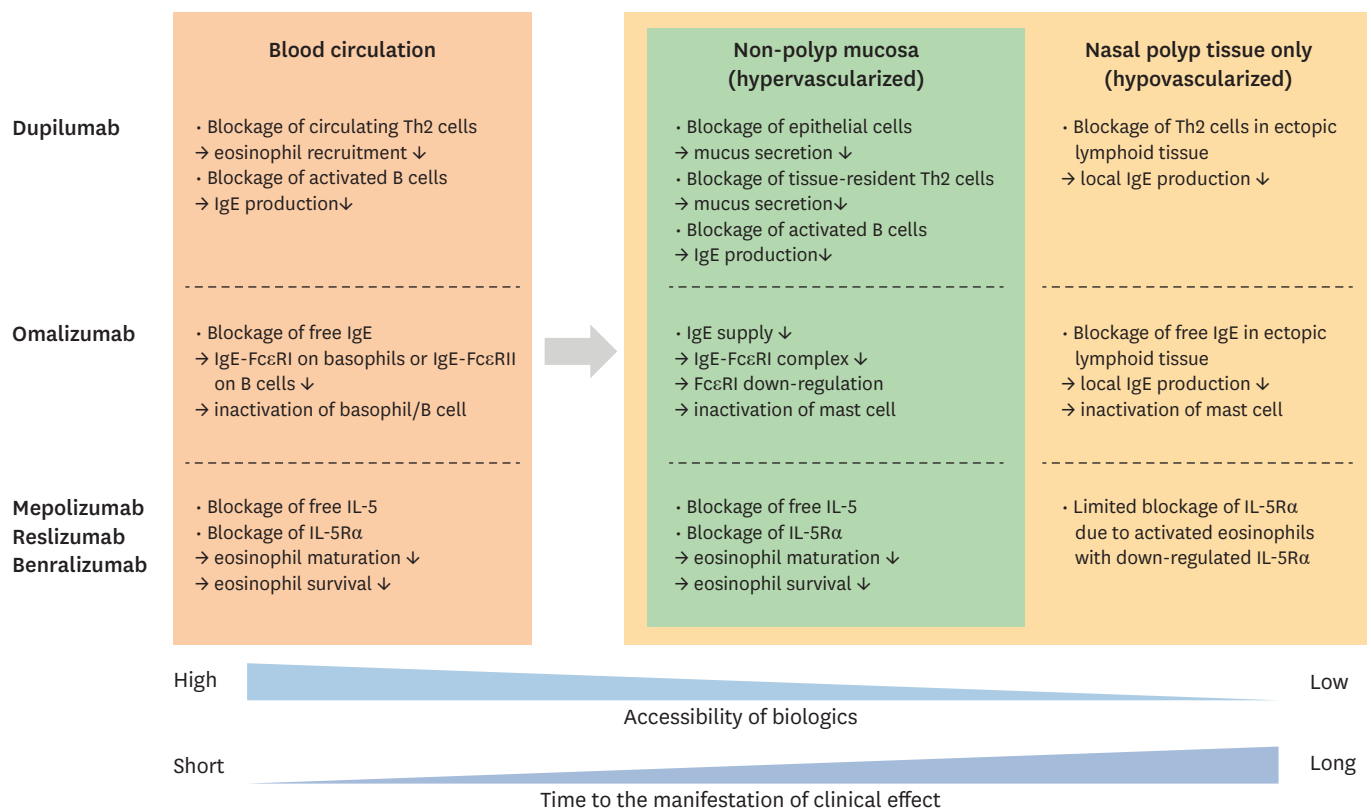 Blood circulation
Non-polyp mucosa
(hypervascularized)
Nasal polyp tissue only
(hypovascularized)
Dupilumab
· Blockage of circulating Th2 cells
→ eosinophil recruitment ↓
· Blockage of activated B cells
→ IgE production↓
· Blockage of epithelial cells
→ mucus secretion ↓
· Blockage of tissue-resident Th2 cells
→ mucus secretion↓
· Blockage of activated B cells
→ IgE production↓
· Blockage of Th2 cells in ectopic
lymphoid tissue
→ local IgE production ↓
Omalizumab
· Blockage of free IgE
→ IgE-FcεRI on basophils or IgE-FcεRII
on B cells ↓
→ inactivation of basophil/B cell
· IgE supply ↓
→ IgE-FcεRI complex ↓
→ FcεRI down-regulation
→ inactivation of mast cell
· Blockage of free IgE in ectopic
lymphoid tissue
→ local IgE production ↓
→ inactivation of mast cell
Mepolizumab
Reslizumab
Benralizumab
· Blockage of free IL-5
· Blockage of IL-5Rα
→ eosinophil maturation ↓
→ eosinophil survival ↓
· Blockage of free IL-5
· Blockage of IL-5Rα
→ eosinophil maturation ↓
→ eosinophil survival ↓
· Limited blockage of IL-5Rα
due to activated eosinophils
with down-regulated IL-5Rα
High
Low
Accessibility of biologics
Short
Long
Time to the manifestation of clinical effect